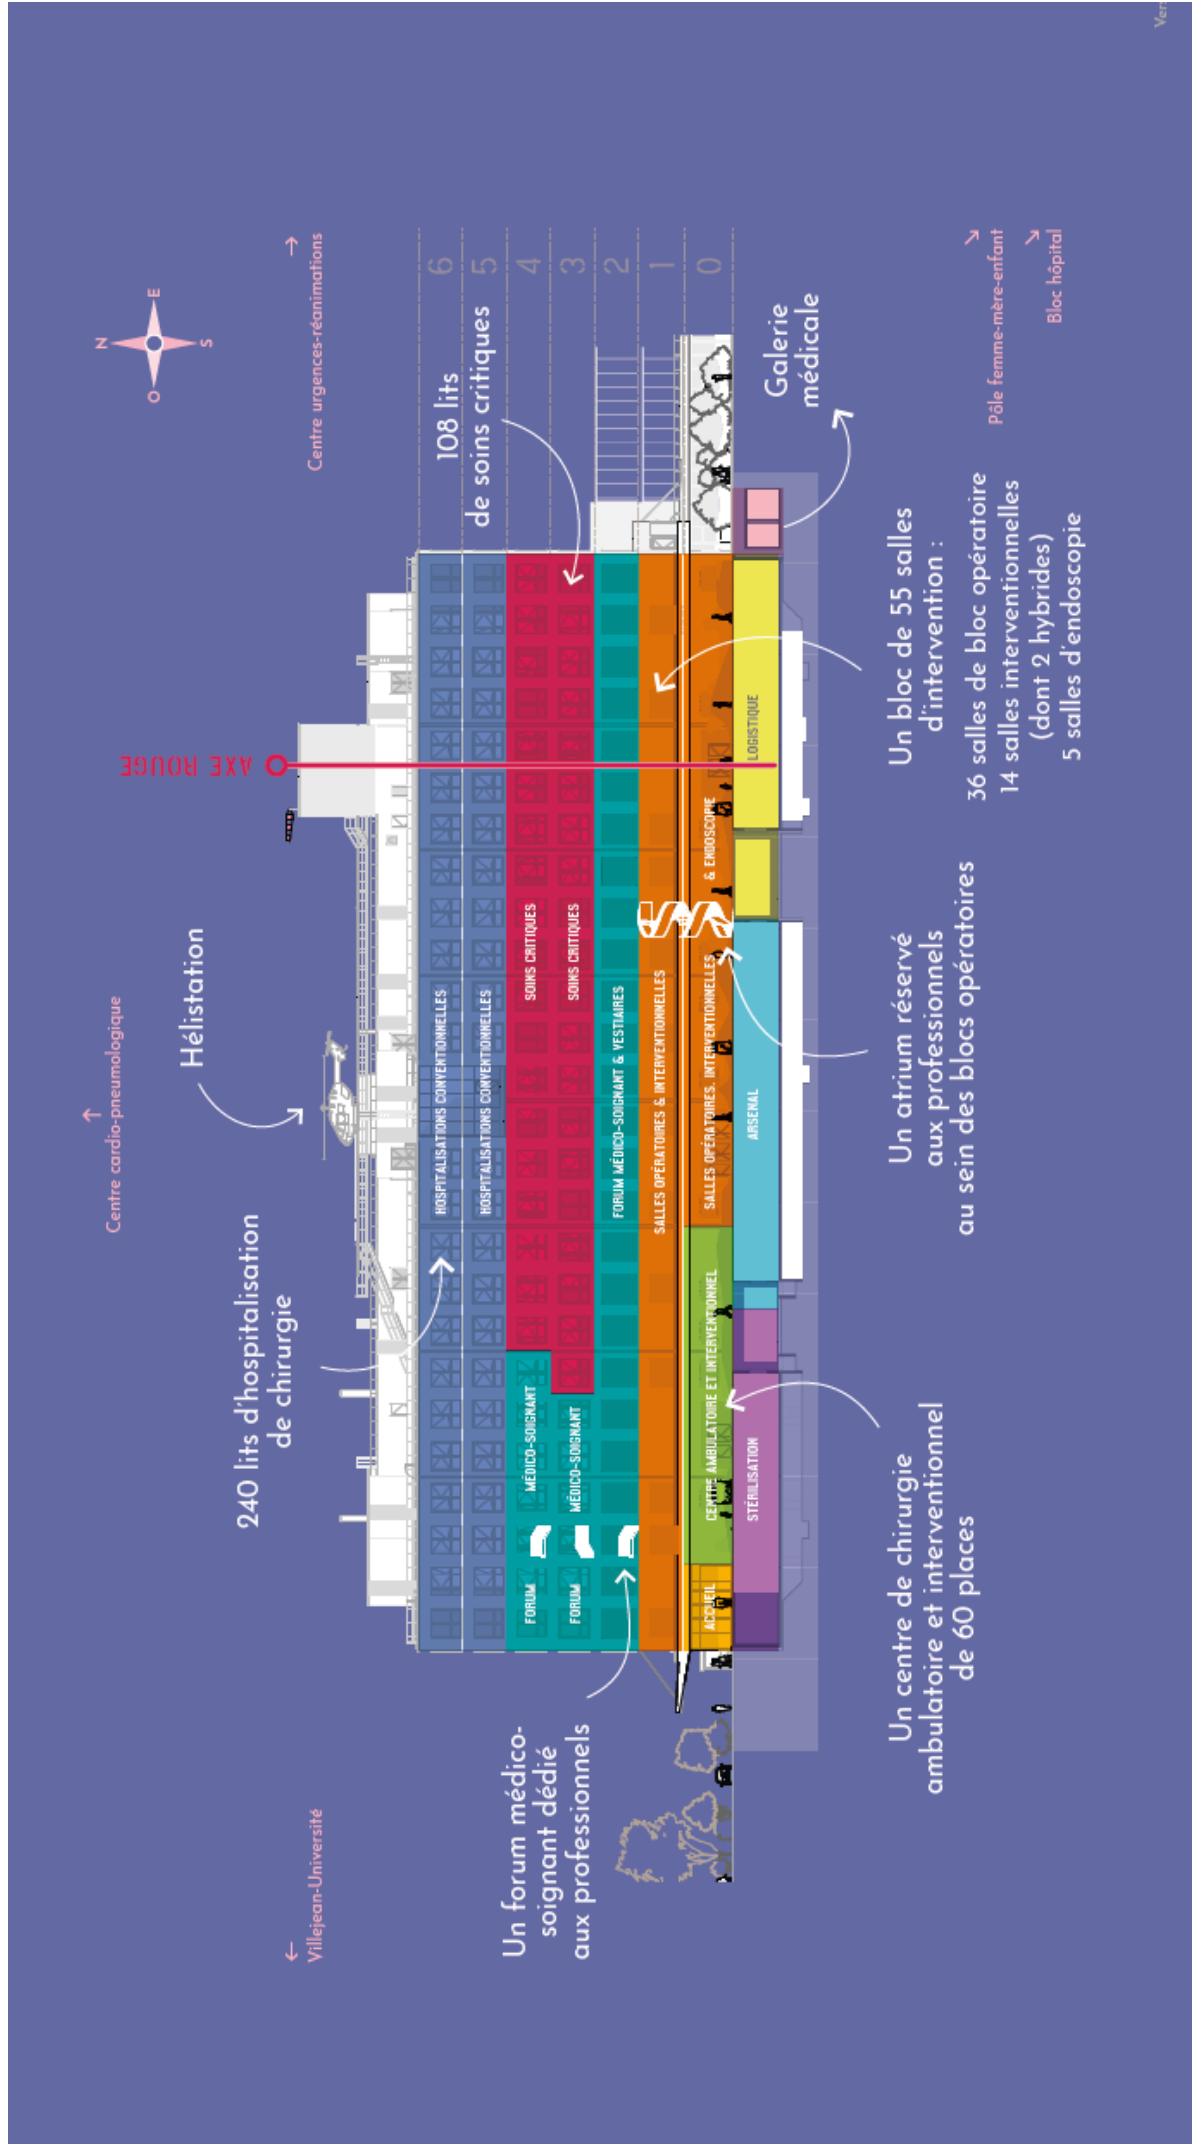 Centre cardio-pneumologique
Hélistation
AXE ROUGE
N
O
E
S
Villejean-Université
Centre urgences-réanimations
240 lits d'hospitalisation
de chirurgie
108 lits
de soins critiques
Un forum médico-
soignant dédié
aux professionnels
6
5
4
3
2
1
0
HOSPITALISATIONS CONVENTIONNELLES
HOSPITALISATIONS CONVENTIONNELLES
FORUM MÉDICO-SOIGNANT
SOINS CRITIQUES
FORUM MÉDICO-SOIGNANT
SOINS CRITIQUES
FORUM MÉDICO-SOIGNANT & VESTIAIRES
SALLES OPÉRATOIRES & INTERVENTIONNELLES
ACCUEIL
CENTRE AMBULATOIRE ET INTERVENTIONNEL
SALLES OPÉRATOIRES, INTERVENTIONNELLES & ENDOSCOPIE
STÉRILISATION
ARSENAL
LOGISTIQUE
Galerie
médicale
Un centre de chirurgie
ambulatoire et interventionnel
de 60 places
Un atrium réservé
aux professionnels
au sein des blocs opératoires
Un bloc de 55 salles
d'intervention :
36 salles de bloc opératoire
14 salles interventionnelles
(dont 2 hybrides)
5 salles d'endoscopie
Pôle femme-mère-enfant
Bloc hôpital